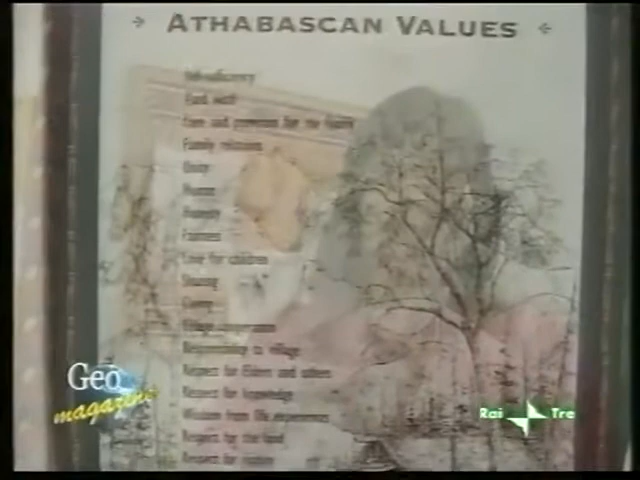 ATHABASCAN VALUES
Self-sufficiency
Hard work
Care and provision for the family
Family relations
Unity
Humor
Honesty
Fairness
Love for children
Sharing
Caring
Village cooperation
Responsibility to village
Respect for Elders and others
Respect for knowledge
Wisdom from life experiences
Respect for the land
Respect for nature
Geo
magazine
Rai Tre